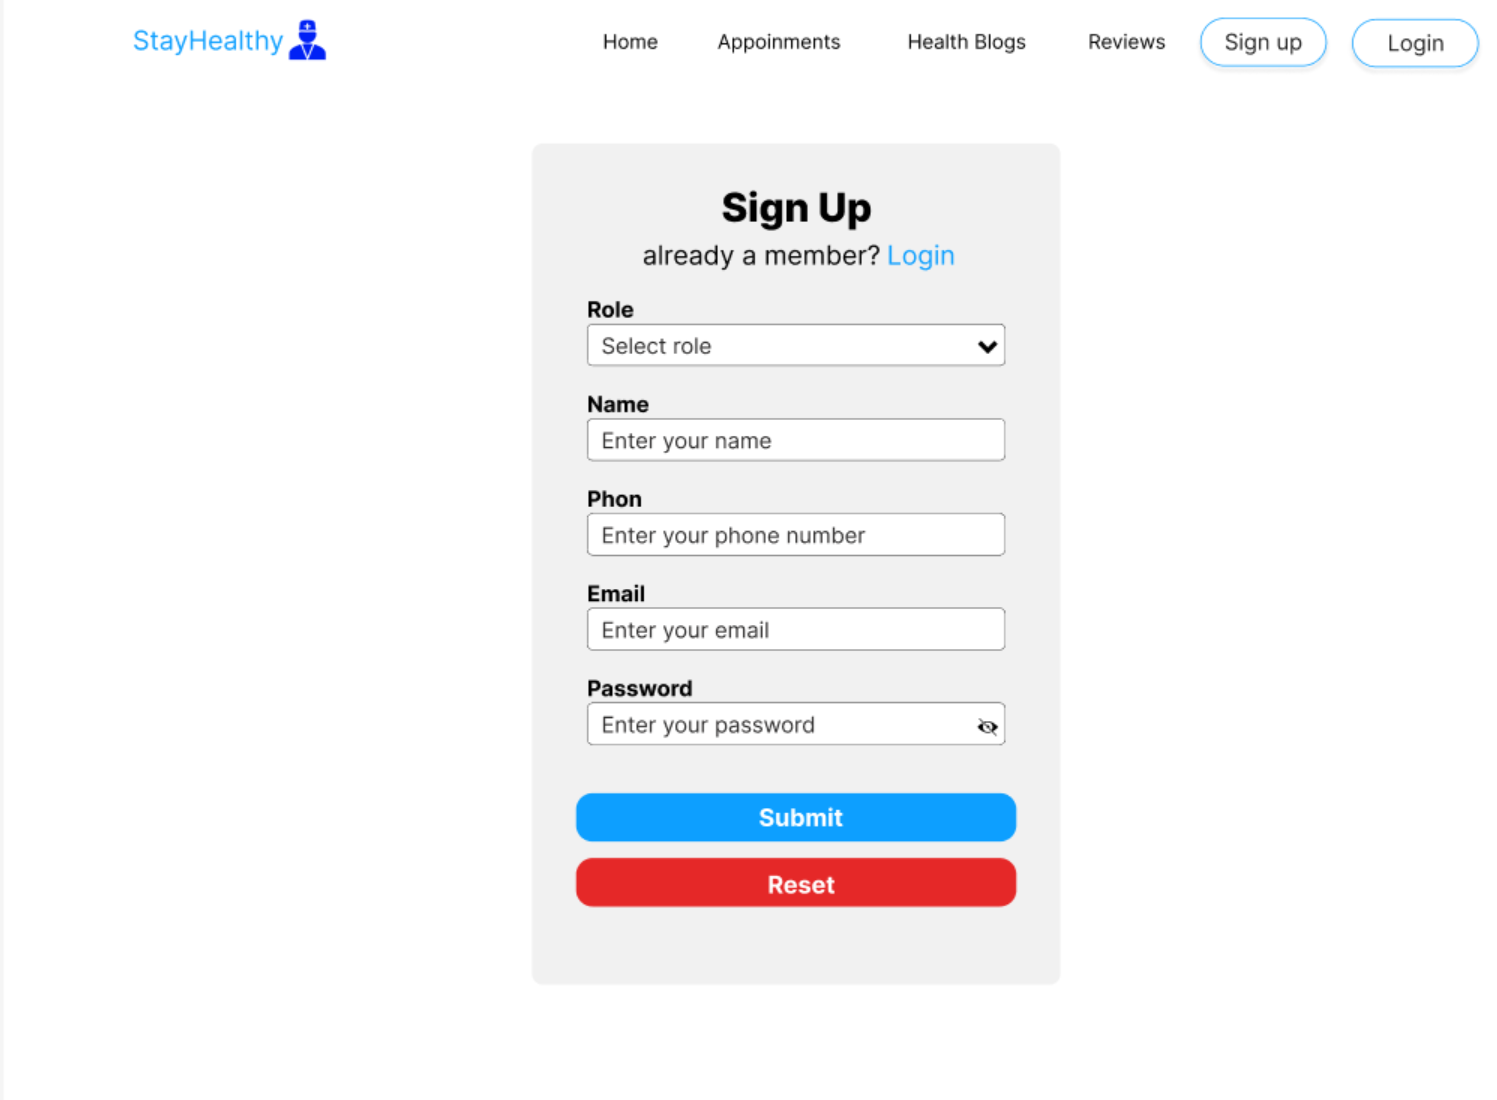 StayHealthy Home Appoinments Health Blogs Reviews Sign up Login
Sign Up
already a member? Login
Role
Select role
Name
Enter your name
Phon
Enter your phone number
Email
Enter your email
Password
Enter your password
Submit
Reset